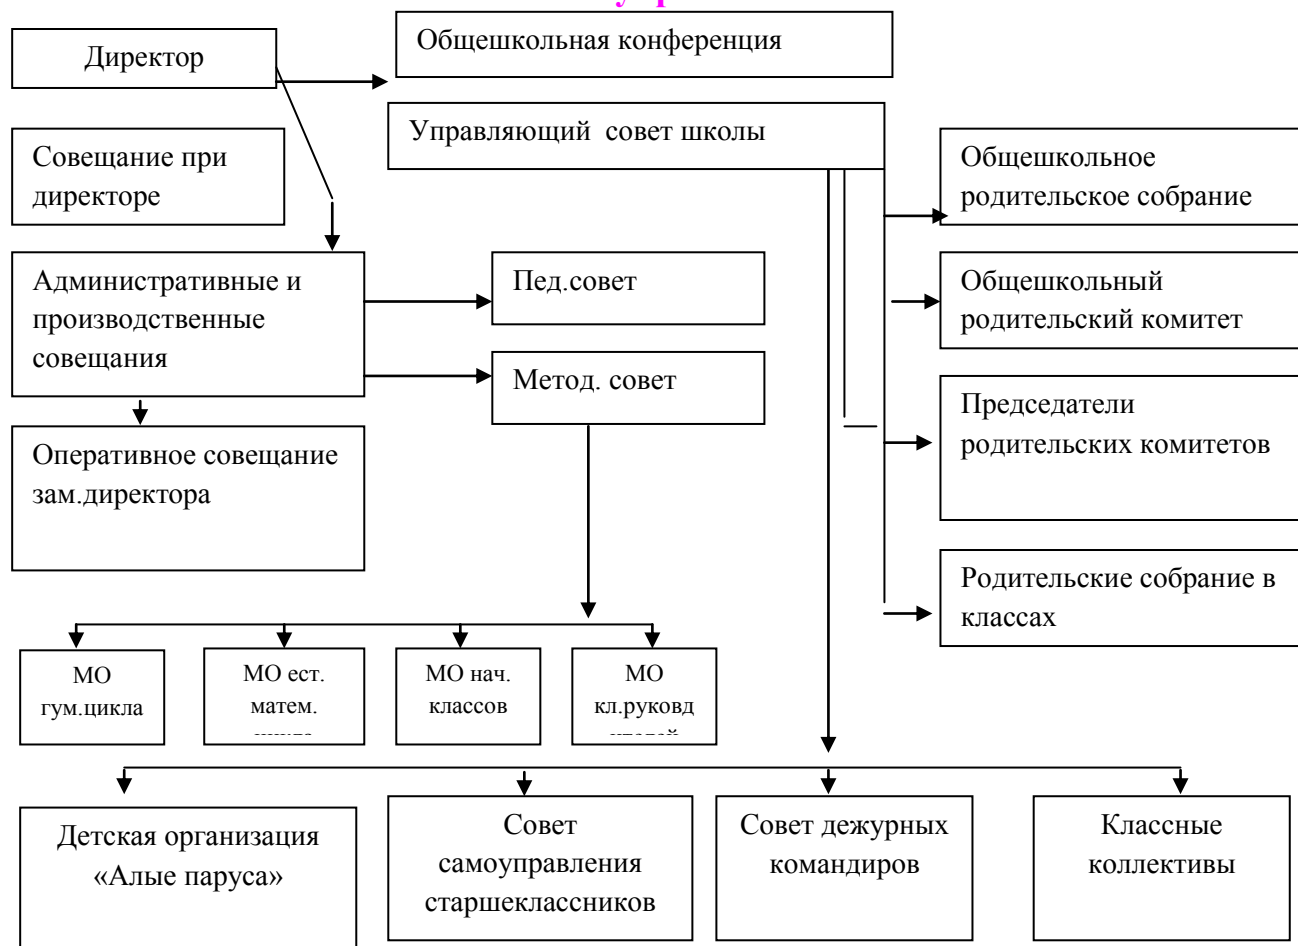 Директор
Общешкольная конференция
Управляющий совет школы
Совещание при
директоре
Общешкольное
родительское собрание
Административные и
производственные
совещания
Пед.совет
Общешкольный
родительский комитет
Метод. совет
Председатели
родительских комитетов
Оперативное совещание
зам.директора
Родительские собрание в
классах
МО
гум.цикла
МО ест.
матем.
МО нач.
классов
МО
кл.руковд
Детская организация
«Алые паруса»
Совет
самоуправления
старшеклассников
Совет дежурных
командиров
Классные
коллективы